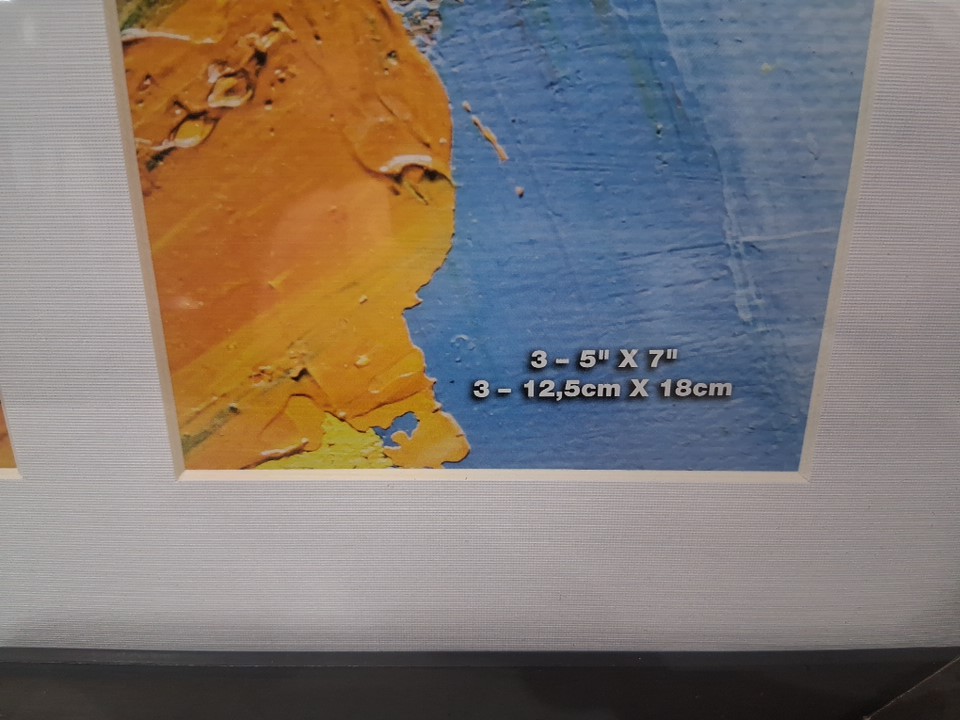 3 – 5" X 7"
3 – 12,5cm X 18cm